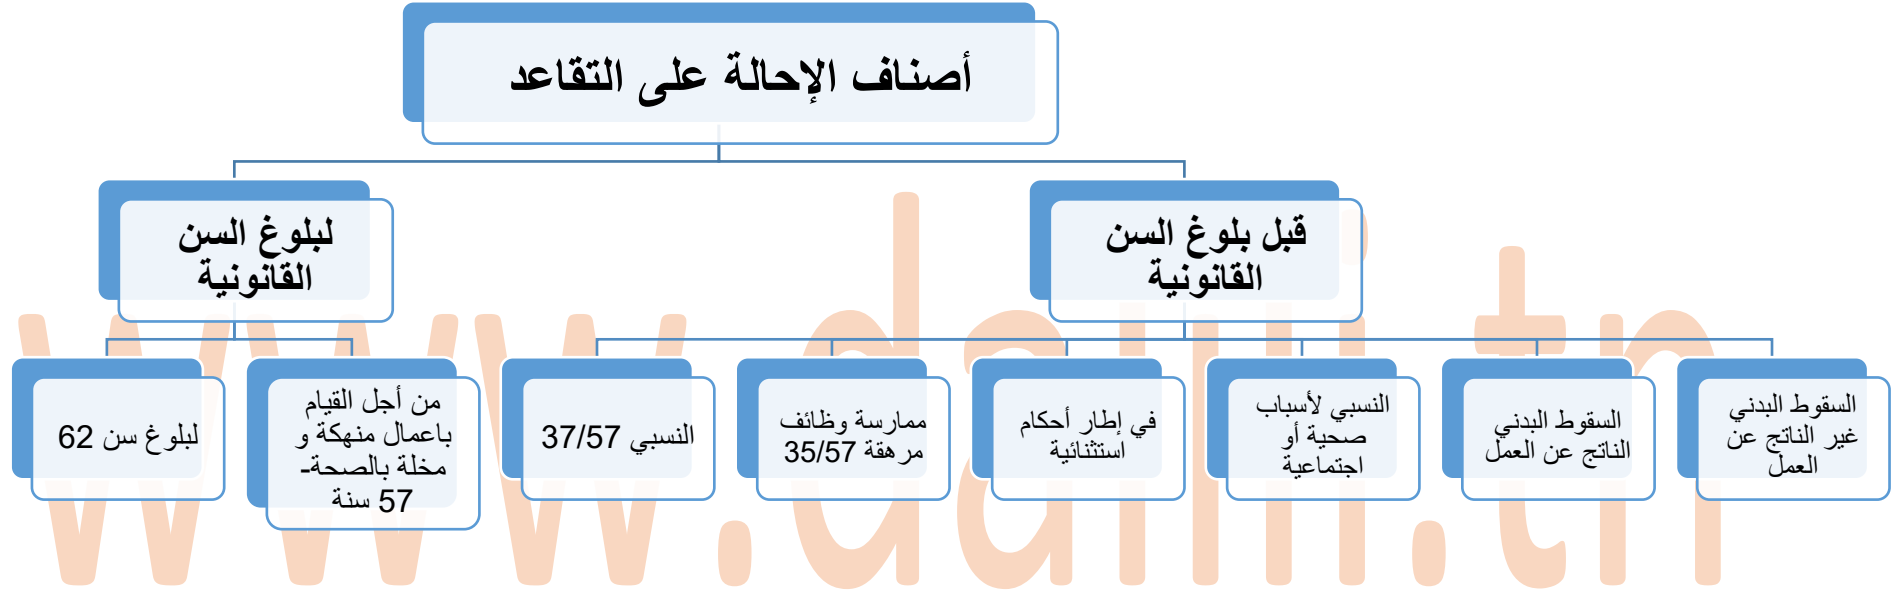 أصناف الإحالة على التقاعد
قبل بلوغ السن
القانونية
لبلوغ السن
القانونية
السقوط البدني
غير الناتج عن
العمل
السقوط البدني
الناتج عن العمل
النسبي لأسباب
صحية أو
اجتماعية
في إطار أحكام
استثنائية
ممارسة وظائف
مرهقة 35/57
النسبي 37/57
من أجل القيام
باعمال منهكة و
مخلة بالصحة-
57 سنة
لبلوغ سن 62
www.dalili.tn